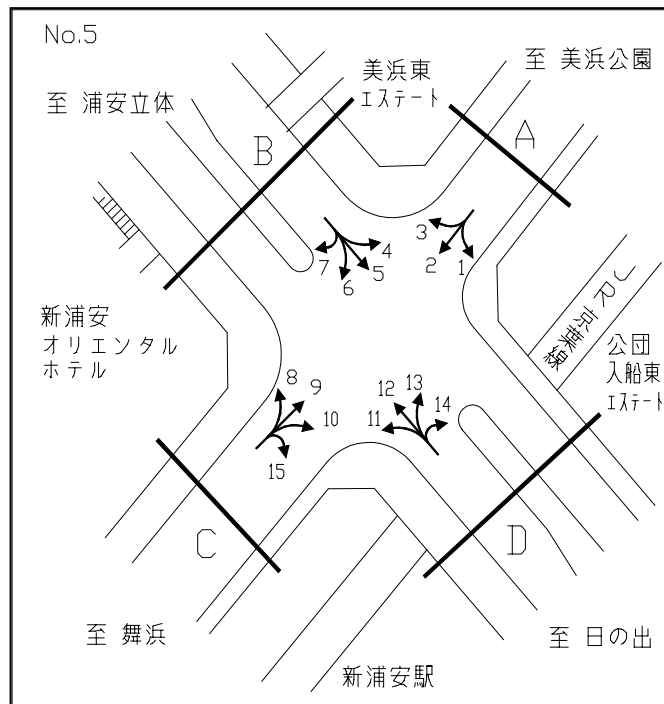 No.5
美浜東
エステート
至 美浜公園
至 浦安立体
A
B
3
2
1
4
5
6
7
JR京葉線
新浦安
オリエンタル
ホテル
公団
入船東
エステート
8
9
10
15
12
13
14
11
C
D
至 舞浜
至 日の出
新浦安駅